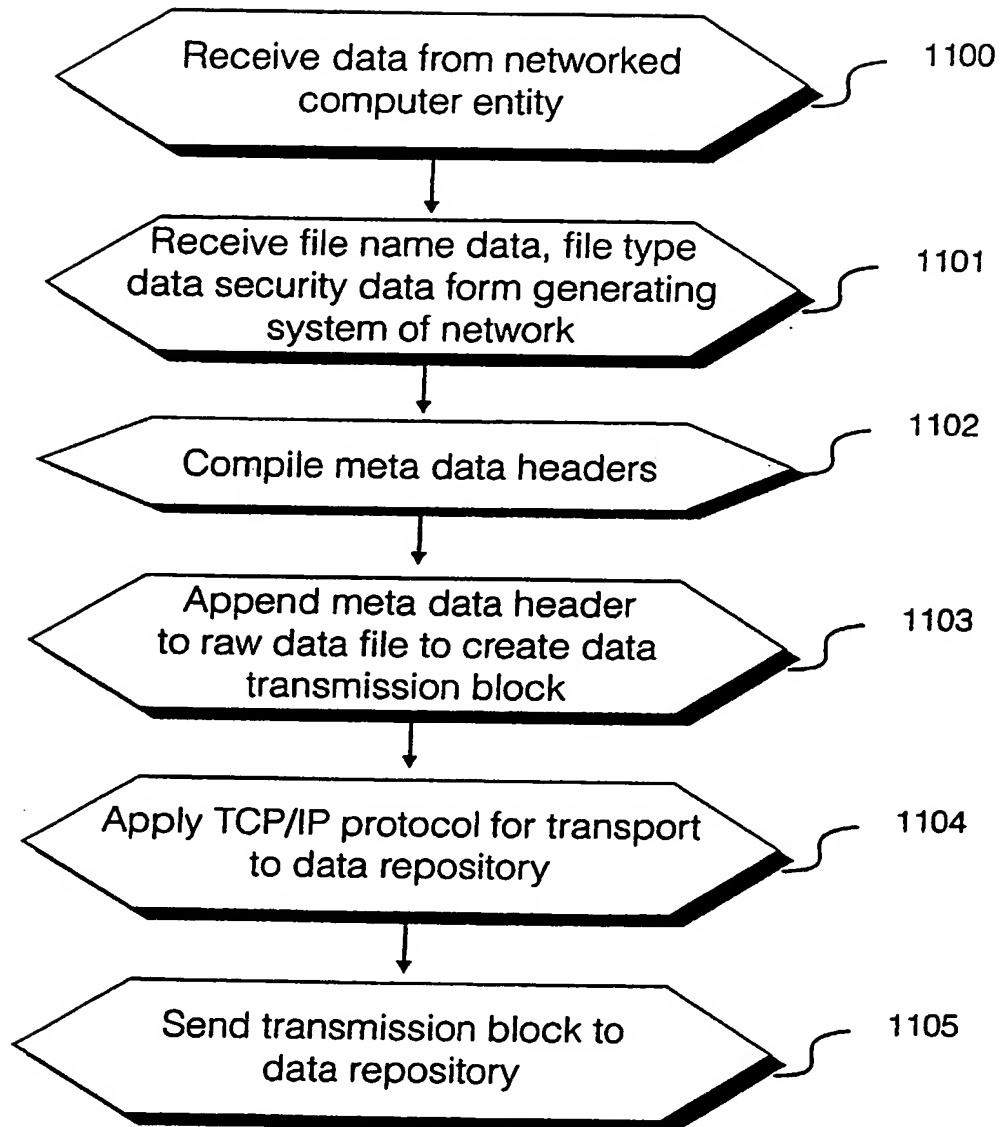 Receive data from networked
computer entity
1100
Receive file name data, file type
data security data form generating
system of network
1101
Compile meta data headers
1102
Append meta data header
to raw data file to create data
transmission block
1103
Apply TCP/IP protocol for transport
to data repository
1104
Send transmission block to
data repository
1105